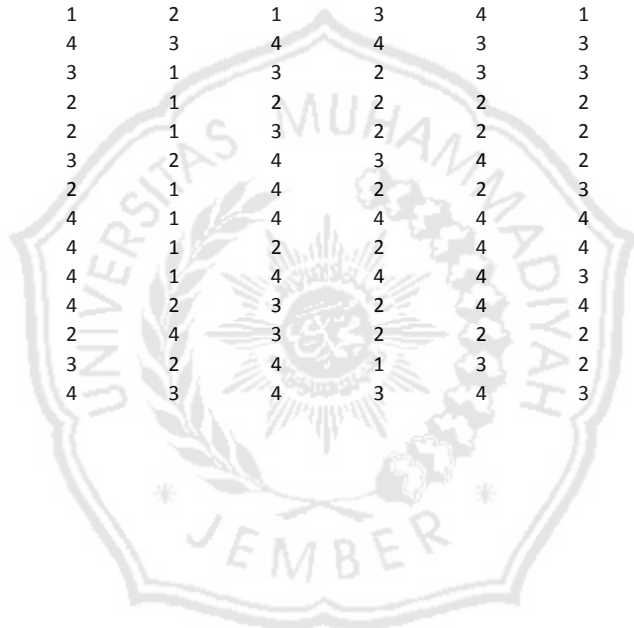 1 2 1 3 4 1
4 3 4 4 3 3
3 1 3 2 3 3
2 1 2 2 2 2
2 1 3 2 2 2
3 2 4 3 4 2
2 1 4 2 2 3
4 1 4 4 4 4
4 1 2 2 4 4
4 1 4 4 4 3
4 2 3 2 4 4
2 4 3 2 2 2
3 2 4 1 3 2
4 3 4 3 4 3
UNIVERSITAS MUHAMMADIYAH
* JEMBER *